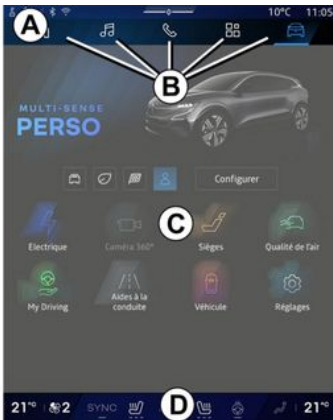 10°C 11:05
A
B
MULTI-SENSE
PERSO
Configurer
C
Electrique
Caméra 360°
Sièges
Qualité de l'air
My Driving
Aides à la
conduite
Véhicule
Réglages
D
21°C 2 SYNC 21°C